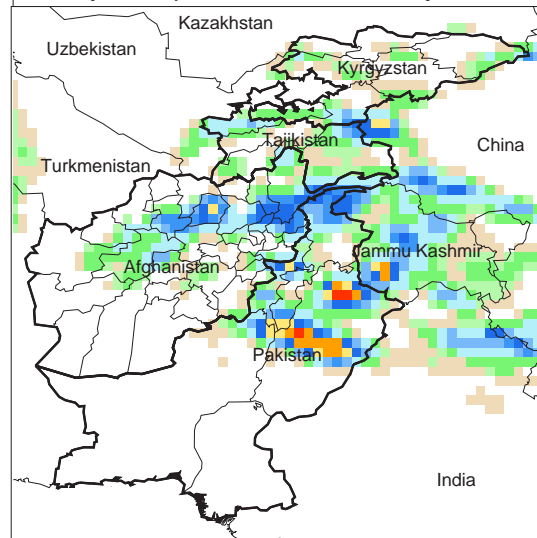 Kazakhstan
Uzbekistan
Kyrgyzstan
Tajikistan
China
Turkmenistan
Jammu Kashmir
Afghanistan
Pakistan
India